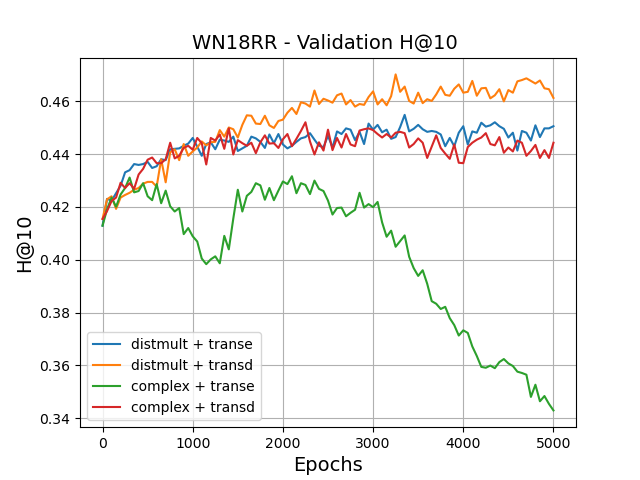 WN18RR - Validation H@10
H@10
0.46
0.44
0.42
0.40
0.38
0.36
0.34
distmult + transe
distmult + transd
complex + transe
complex + transd
0 1000 2000 3000 4000 5000
Epochs